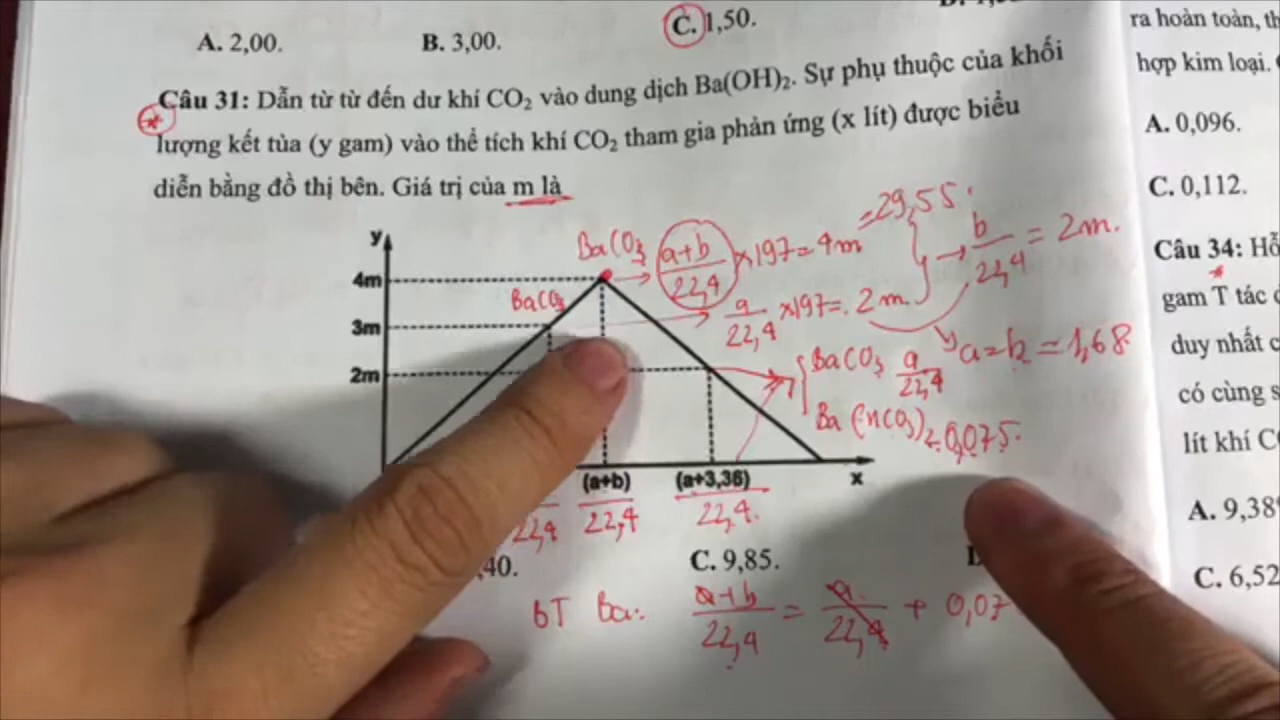 A. 2,00.
B. 3,00.
C. 1,50.
Câu 31: Dẫn từ từ đến dư khí CO₂ vào dung dịch Ba(OH)₂. Sự phụ thuộc của khối
lượng kết tủa (y gam) vào thể tích khí CO₂ tham gia phản ứng (x lít) được biểu
diễn bằng đồ thị bên. Giá trị của m là
y
4m
3m
2m
BaCO₃
BaCO₃ (a+b)/22,4 x197=4m =29,55.
b/22,4 = 2m.
a/22,4 x197=.2m
a=b=1,68
BaCO₃ a/22,4
Ba(HCO₃)₂ 0,075.
(a+b)
(a+3,36)
x
22,4
22,4
22,4.
,40.
C. 9,85.
BT Ba: a+b/22,4 = a/22,4 + 0,07
ra hoàn toàn, th
hợp kim loại.
A. 0,096.
C. 0,112.
Câu 34: Hỗ
gam T tác
duy nhất c
có cùng s
lít khí C
A. 9,38
C. 6,52